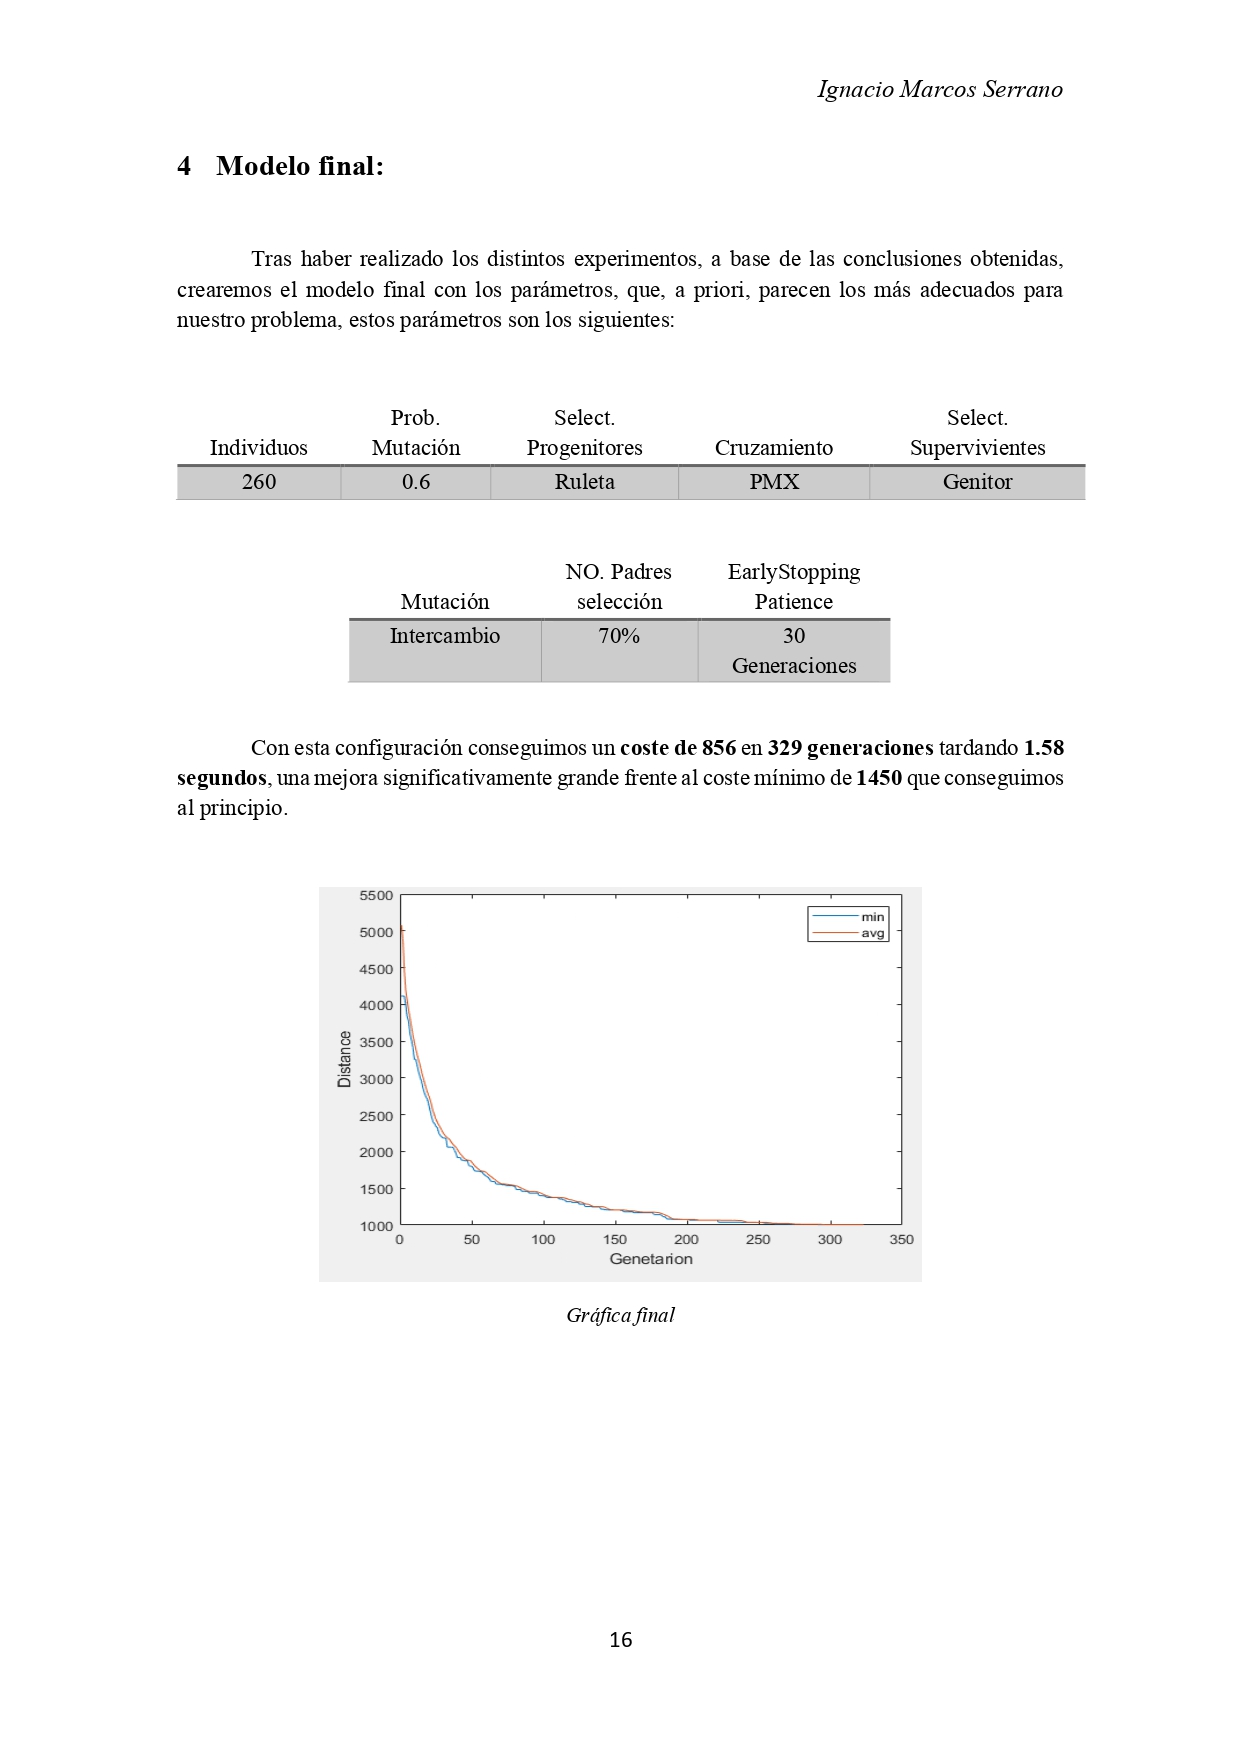 Ignacio Marcos Serrano
4 Modelo final:
Tras haber realizado los distintos experimentos, a base de las conclusiones obtenidas,
crearemos el modelo final con los parámetros, que, a priori, parecen los más adecuados para
nuestro problema, estos parámetros son los siguientes:
Prob. Select. Select.
Individuos Mutación Progenitores Cruzamiento Supervivientes
260 0.6 Ruleta PMX Genitor
NO. Padres EarlyStopping
Mutación selección Patience
Intercambio 70% 30
Generaciones
Con esta configuración conseguimos un coste de 856 en 329 generaciones tardando 1.58
segundos, una mejora significativamente grande frente al coste mínimo de 1450 que conseguimos
al principio.
5500
5000
4500
4000
3500
3000
2500
2000
1500
1000
Distance
min
avg
0 50 100 150 200 250 300 350
Genetarion
Gráfica final
16